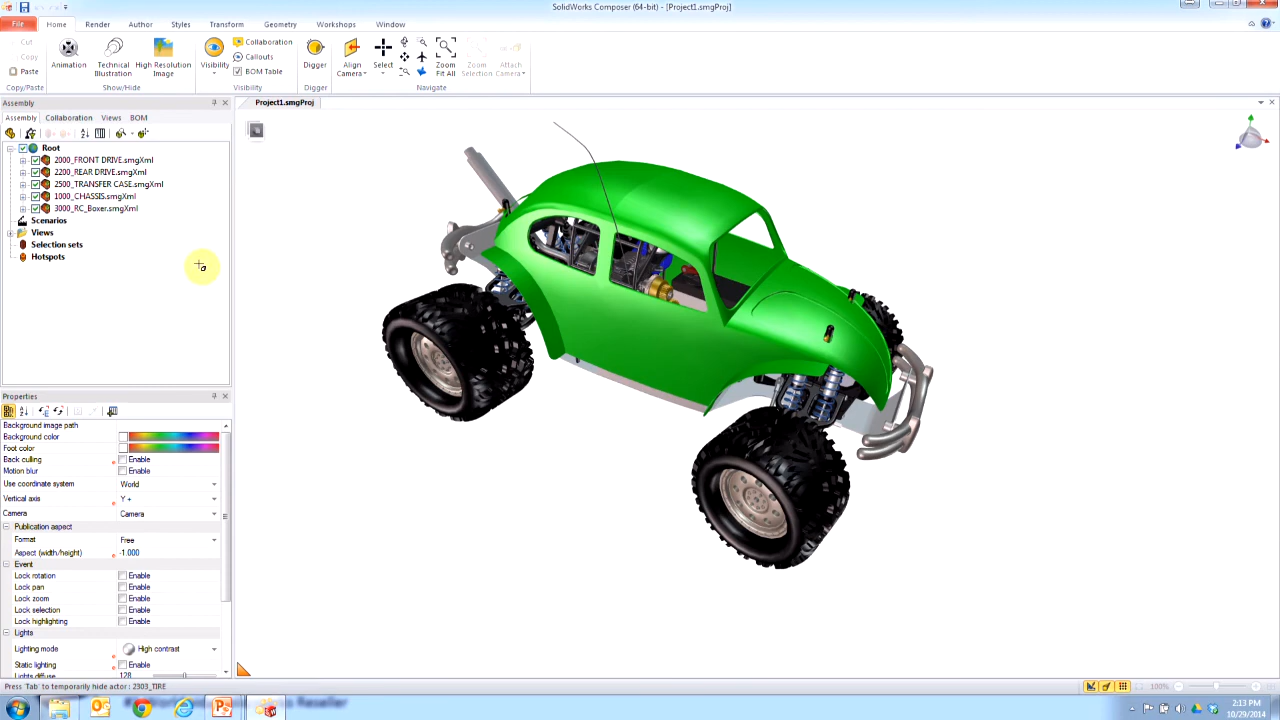 SolidWorks Composer (64-bit) - [Project1.smgProj]
File Home Render Author Styles Transform Geometry Workshops Window
Cut
Copy
Paste
Copy/Paste
Animation
Technical
Illustration
High Resolution
Image
Show/Hide
Visibility
Collaboration
Callouts
BOM Table
Visibility
Digger
Digger
Align
Camera
Select
Zoom
Fit All
Zoom
Selection
Attach
Camera
Navigate
Assembly
Assembly Collaboration Views BOM
Project1.smgProj
Root
2000_FRONT DRIVE.smgXml
2200_REAR DRIVE.smgXml
2500_TRANSFER CASE.smgXml
1000_CHASSIS.smgXml
3000_RC_Boxer.smgXml
Scenarios
Views
Selection sets
Hotspots
Properties
Background image path
Background color
Foot color
Back culling Enable
Motion blur Enable
Use coordinate system World
Vertical axis Y +
Camera Camera
Publication aspect
Format Free
Aspect (width/height) -1.000
Event
Lock rotation Enable
Lock pan Enable
Lock zoom Enable
Lock selection Enable
Lock highlighting Enable
Lights
Lighting mode High contrast
Static lighting Enable
Lights diffuse 128
Press 'Tab' to temporarily hide actor : 2303_TIRE
100%
Reseller
2:13 PM
10/29/2014